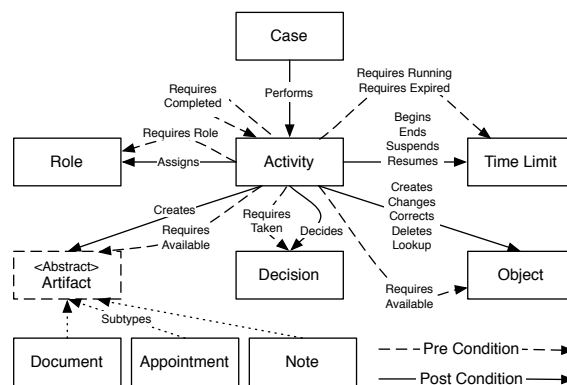 Case
Requires
Completed
Performs
Requires Running
Requires Expired
Requires Role
Begins
Ends
Suspends
Resumes
Role
Assigns
Activity
Time Limit
Creates
Requires
Available
Requires
Taken
Decides
Creates
Changes
Corrects
Deletes
Lookup
<Abstract>
Artifact
Decision
Object
Requires
Available
Subtypes
Document
Appointment
Note
Pre Condition
Post Condition